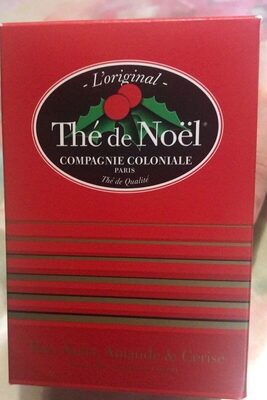 - L'original -
Thé de Noël®
COMPAGNIE COLONIALE
PARIS
Thé de Qualité
Thé Noir, Amande & Cerise